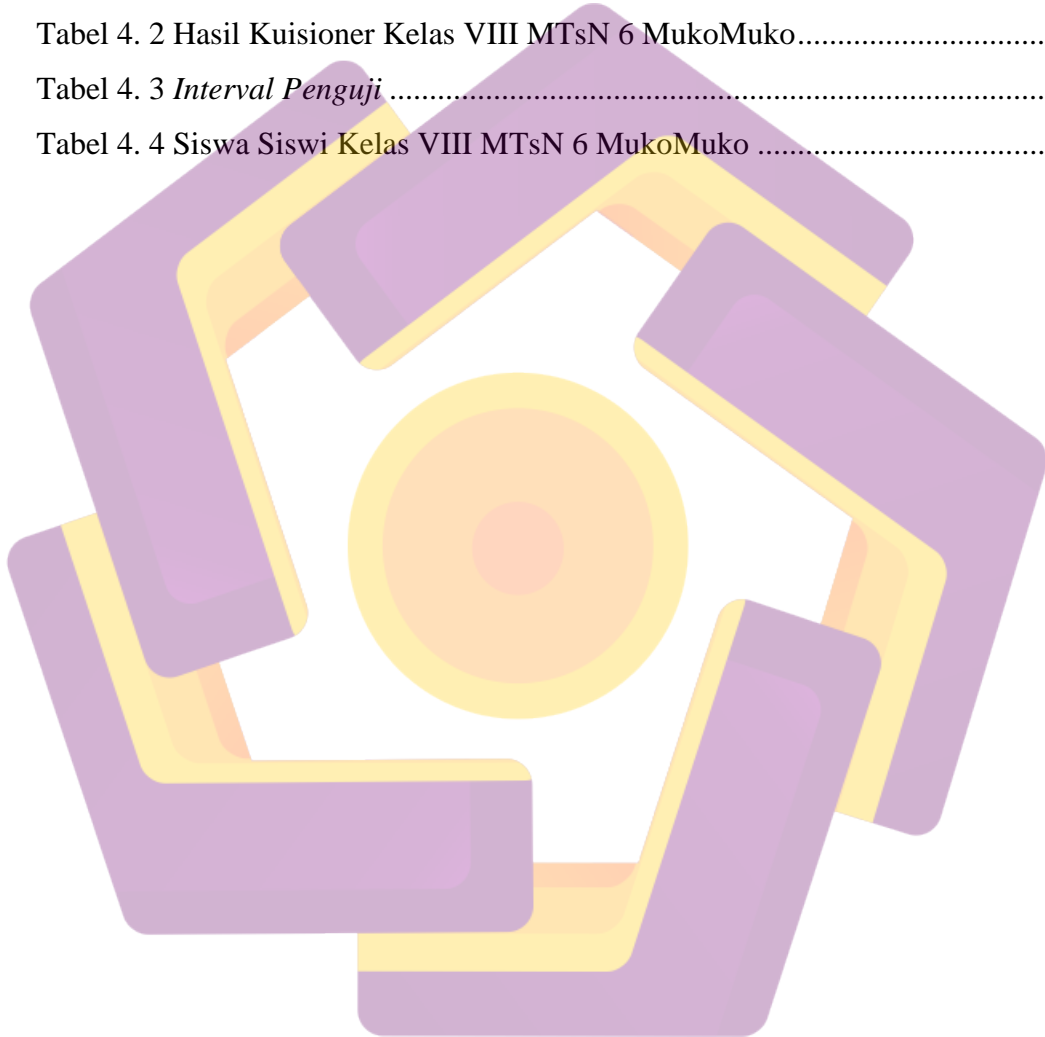 Tabel 4. 2 Hasil Kuisioner Kelas VIII MTsN 6 MukoMuko...............................
Tabel 4. 3 Interval Penguji ..................................................................................
Tabel 4. 4 Siswa Siswi Kelas VIII MTsN 6 MukoMuko ....................................